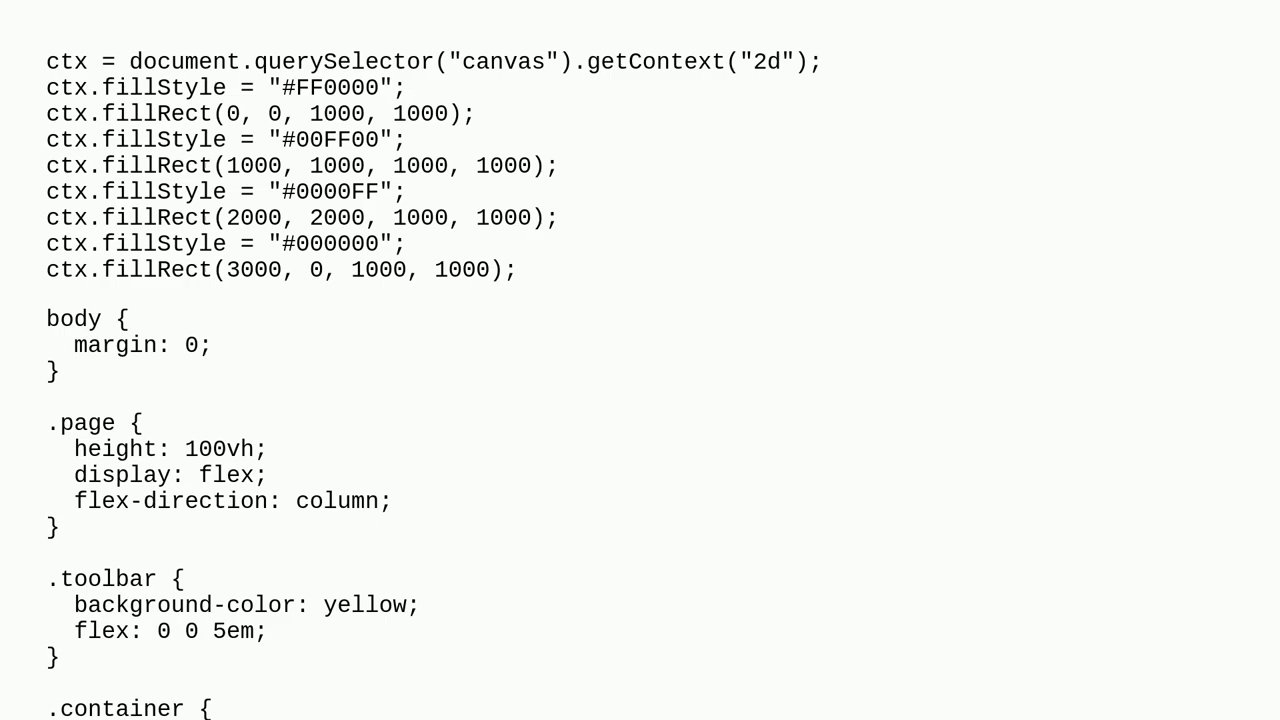 ctx = document.querySelector("canvas").getContext("2d");
ctx.fillStyle = "#FF0000";
ctx.fillRect(0, 0, 1000, 1000);
ctx.fillStyle = "#00FF00";
ctx.fillRect(1000, 1000, 1000, 1000);
ctx.fillStyle = "#0000FF";
ctx.fillRect(2000, 2000, 1000, 1000);
ctx.fillStyle = "#000000";
ctx.fillRect(3000, 0, 1000, 1000);

body {
  margin: 0;
}

.page {
  height: 100vh;
  display: flex;
  flex-direction: column;
}

.toolbar {
  background-color: yellow;
  flex: 0 0 5em;
}

.container {